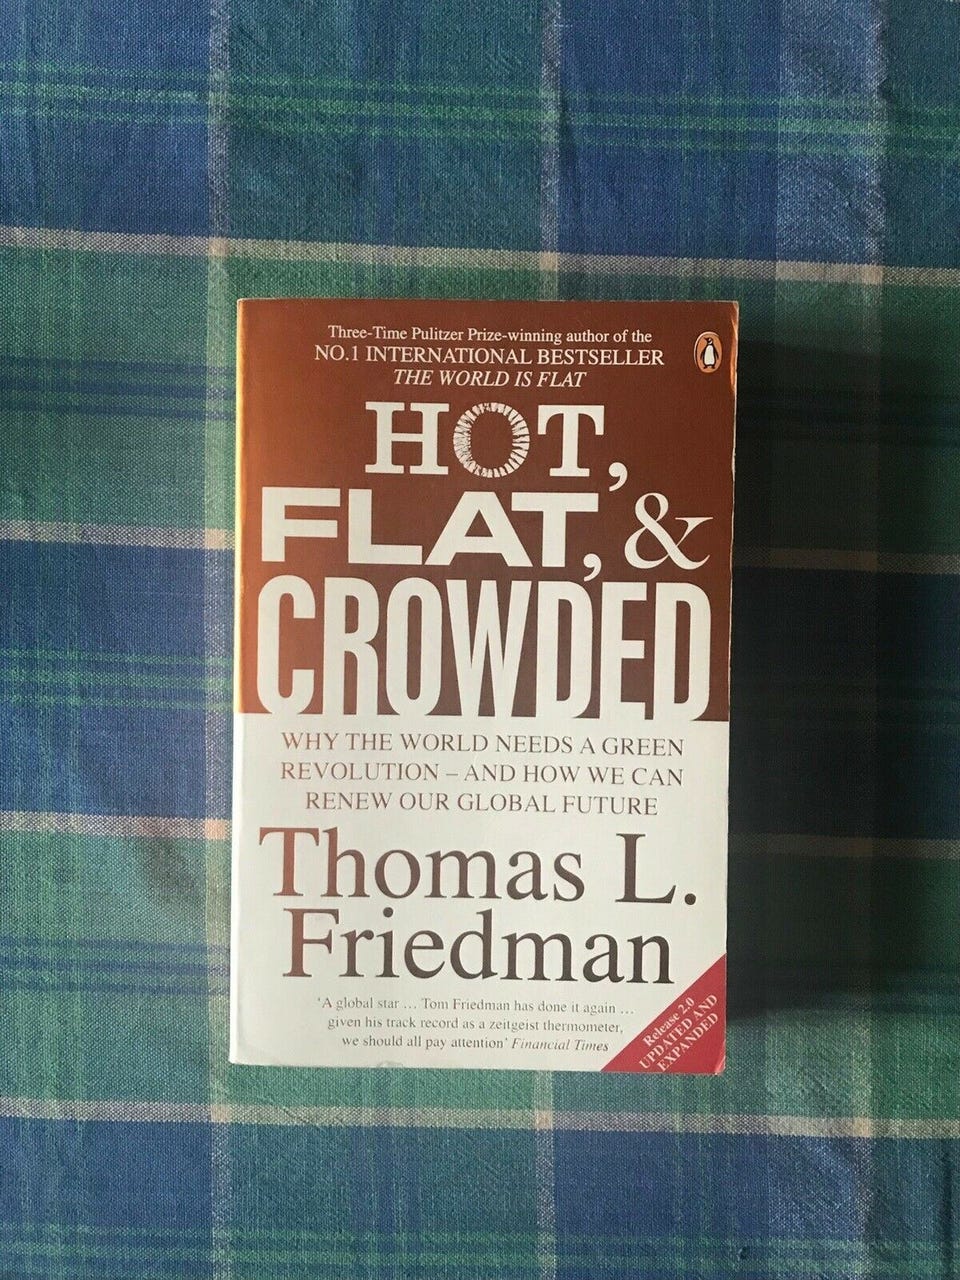 Three-Time Pulitzer Prize-winning author of the
NO.1 INTERNATIONAL BESTSELLER
THE WORLD IS FLAT
HOT,
FLAT, &
CROWDED
WHY THE WORLD NEEDS A GREEN
REVOLUTION – AND HOW WE CAN
RENEW OUR GLOBAL FUTURE
Thomas L.
Friedman
'A global star ... Tom Friedman has done it again ...
given his track record as a zeitgeist thermometer,
we should all pay attention' Financial Times
Release 2.0
UPDATED AND
EXPANDED